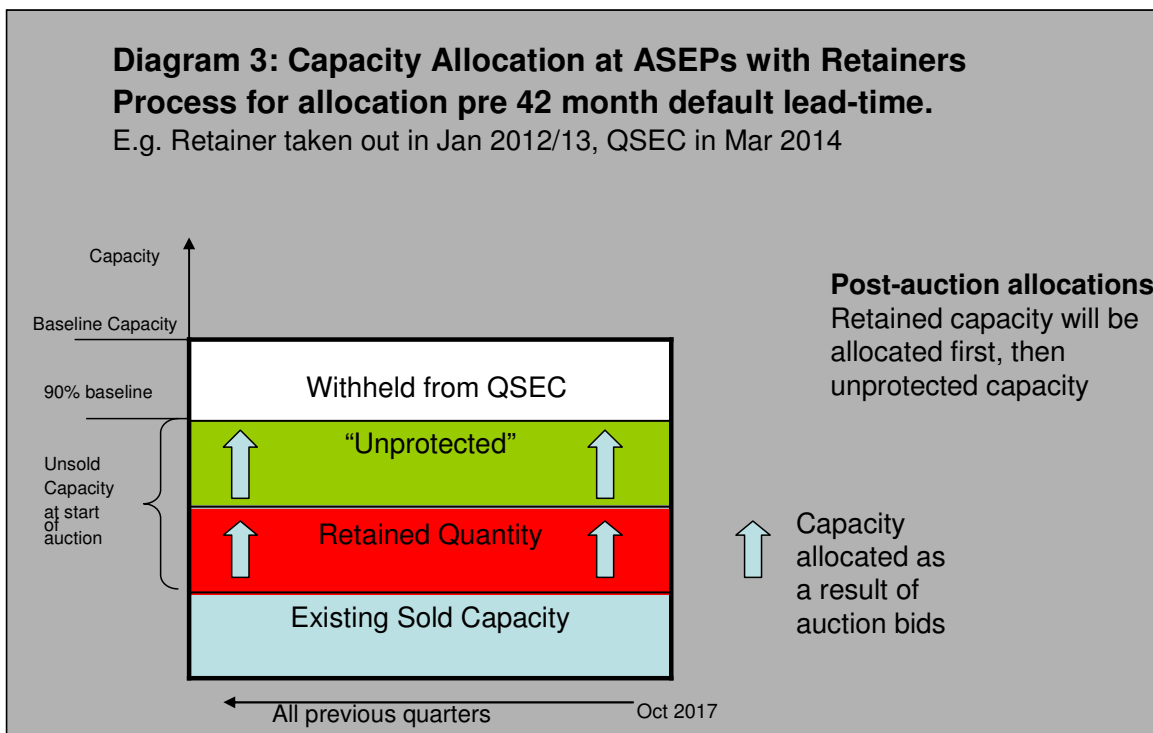 Diagram 3: Capacity Allocation at ASEPs with Retainers
Process for allocation pre 42 month default lead-time.
E.g. Retainer taken out in Jan 2012/13, QSEC in Mar 2014
Capacity
Baseline Capacity
90% baseline
Unsold
Capacity
at start
of
auction
Withheld from QSEC
“Unprotected”
Retained Quantity
Existing Sold Capacity
Post-auction allocations
Retained capacity will be
allocated first, then
unprotected capacity
Capacity
allocated as
a result of
auction bids
All previous quarters
Oct 2017